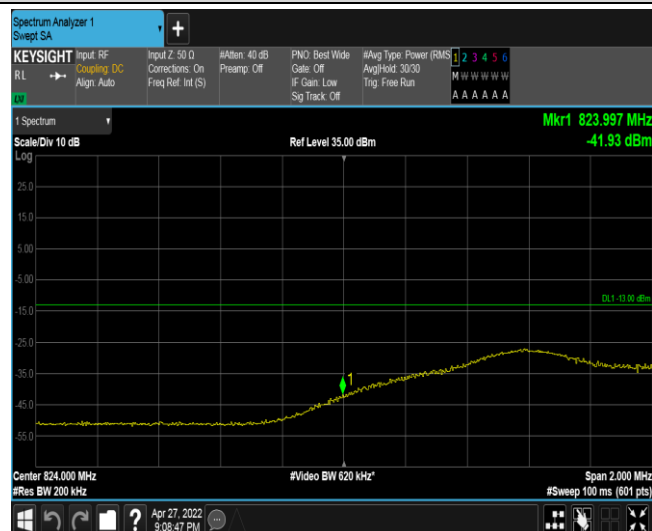 Spectrum Analyzer 1
Swept SA
KEYSIGHT Input: RF Input Z: 50 Ω #Atten: 40 dB PNO: Best Wide #Avg Type: Power (RMS 1 2 3 4 5 6
RL Coupling: DC Corrections: On Preamp: Off Gate: Off Avg|Hold: 30/30 M W W W W W
Align: Auto Freq Ref: Int (S) IF Gain: Low Trig: Free Run
Sig Track: Off A A A A A A
1 Spectrum Mkr1 823.997 MHz
Scale/Div 10 dB Ref Level 35.00 dBm -41.93 dBm
Log
25.0
15.0
5.00
-5.00
DL1 -13.00 dBm
-15.0
-25.0
-35.0
1
-45.0
-55.0
Center 824.000 MHz #Video BW 620 kHz* Span 2.000 MHz
#Res BW 200 kHz #Sweep 100 ms (601 pts)
? Apr 27, 2022
9:08:47 PM